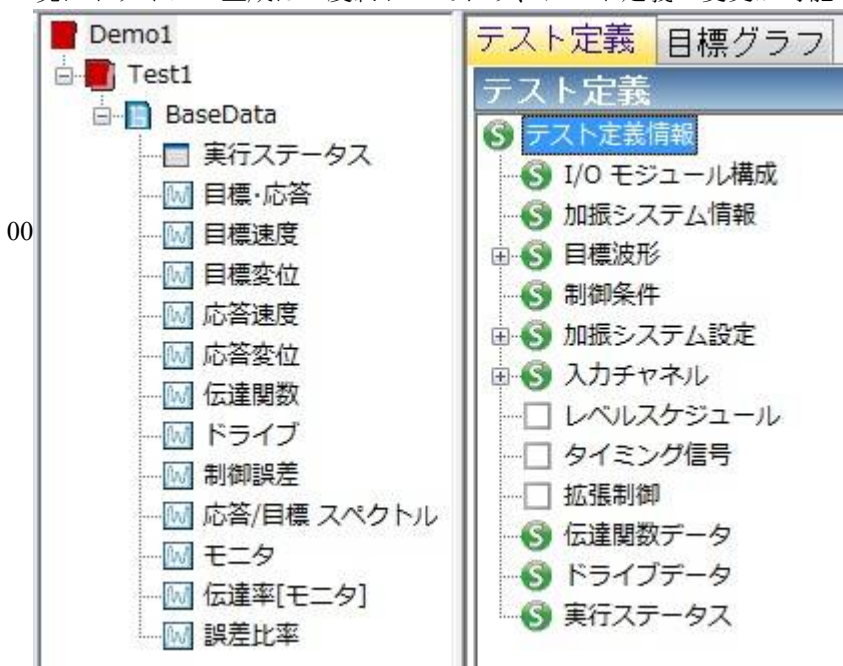 Demo1
Test1
BaseData
実行ステータス
目標・応答
目標速度
目標変位
応答速度
応答変位
伝達関数
ドライブ
制御誤差
応答/目標 スペクトル
モニタ
伝達率[モニタ]
誤差比率
00
テスト定義 目標グラフ
テスト定義
テスト定義情報
I/O モジュール構成
加振システム情報
目標波形
制御条件
加振システム設定
入力チャネル
レベルスケジュール
タイミング信号
拡張制御
伝達関数データ
ドライブデータ
実行ステータス